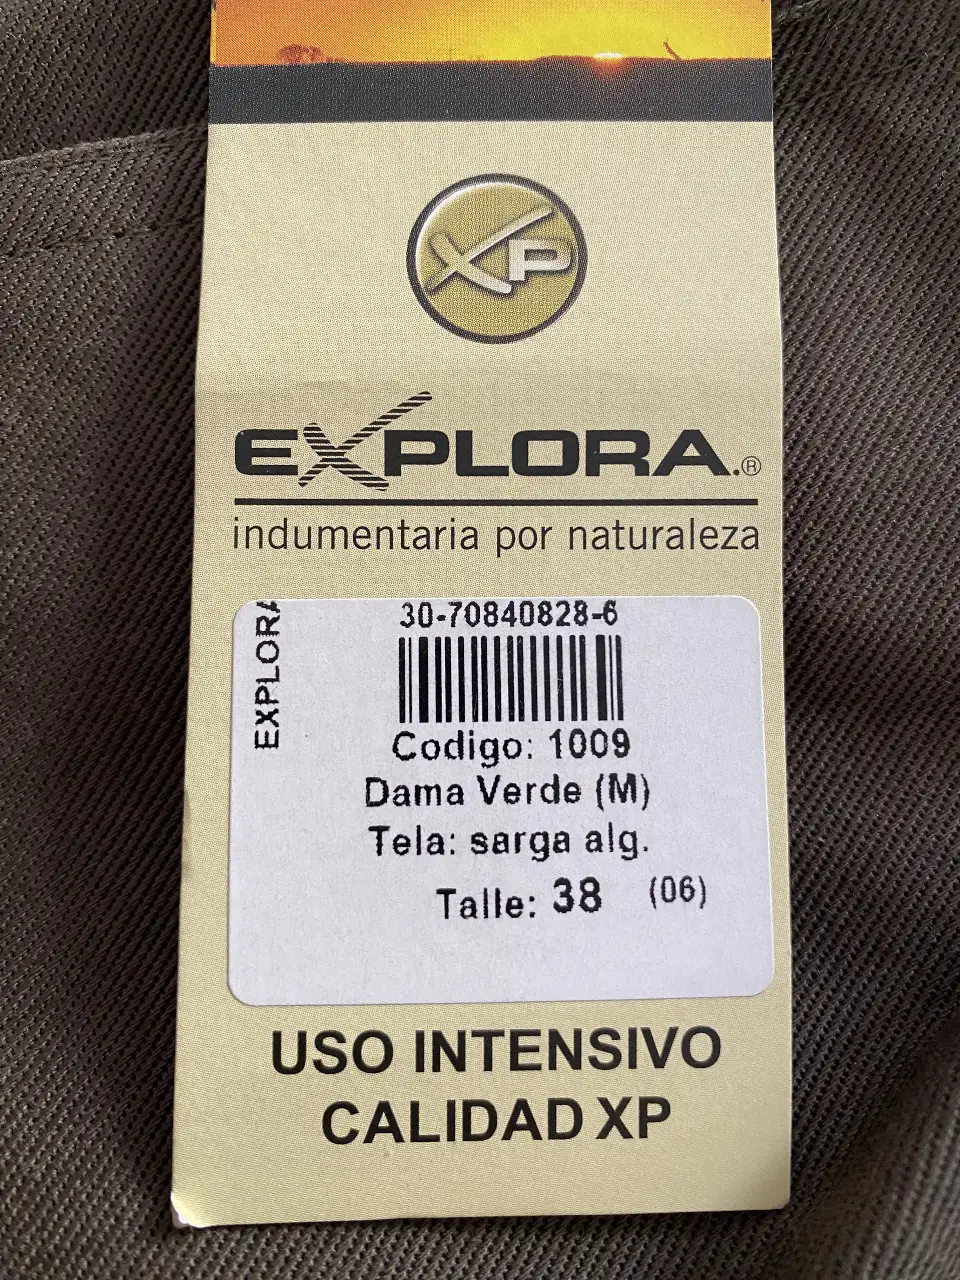 XP
EXPLORA.®
indumentaria por naturaleza
EXPLORA
30-70840828-6
Codigo: 1009
Dama Verde (M)
Tela: sarga alg.
Talle: 38 (06)
USO INTENSIVO
CALIDAD XP